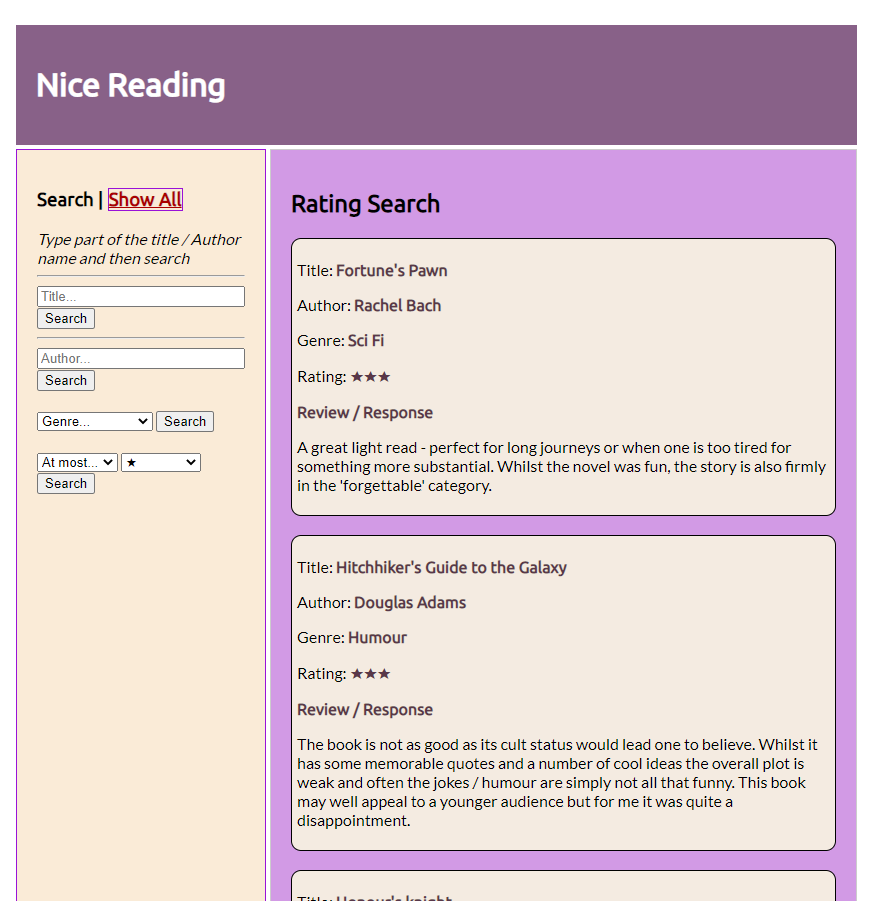 Nice Reading
Search | Show All
Type part of the title / Author
name and then search
Title...
Search
Author...
Search
Genre... Search
At most... ★
Search
Rating Search
Title: Fortune's Pawn
Author: Rachel Bach
Genre: Sci Fi
Rating: ★★★
Review / Response
A great light read - perfect for long journeys or when one is too tired for
something more substantial. Whilst the novel was fun, the story is also firmly
in the 'forgettable' category.
Title: Hitchhiker's Guide to the Galaxy
Author: Douglas Adams
Genre: Humour
Rating: ★★★
Review / Response
The book is not as good as its cult status would lead one to believe. Whilst it
has some memorable quotes and a number of cool ideas the overall plot is
weak and often the jokes / humour are simply not all that funny. This book
may well appeal to a younger audience but for me it was quite a
disappointment.
Title: Honour's knight